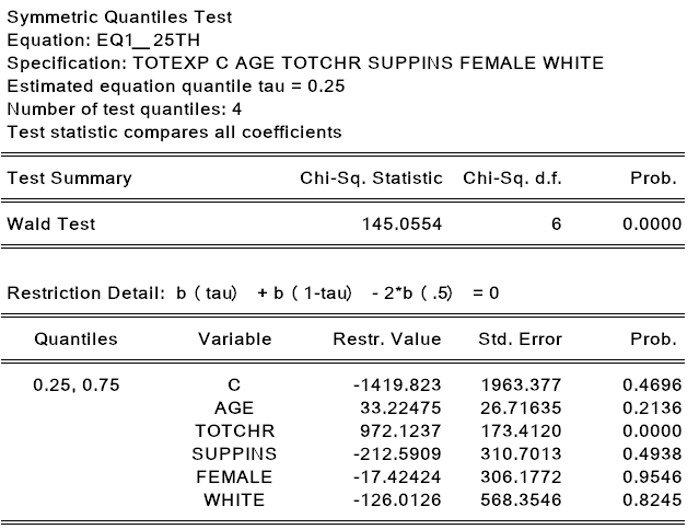 Symmetric Quantiles Test
Equation: EQ1__25TH
Specification: TOTEXP C AGE TOTCHR SUPPINS FEMALE WHITE
Estimated equation quantile tau = 0.25
Number of test quantiles: 4
Test statistic compares all coefficients
Test Summary Chi-Sq. Statistic Chi-Sq. d.f. Prob.
Wald Test 145.0554 6 0.0000
Restriction Detail: b ( tau) + b ( 1-tau) - 2*b ( .5) = 0
Quantiles Variable Restr. Value Std. Error Prob.
0.25, 0.75 C -1419.823 1963.377 0.4696
AGE 33.22475 26.71635 0.2136
TOTCHR 972.1237 173.4120 0.0000
SUPPINS -212.5909 310.7013 0.4938
FEMALE -17.42424 306.1772 0.9546
WHITE -126.0126 568.3546 0.8245